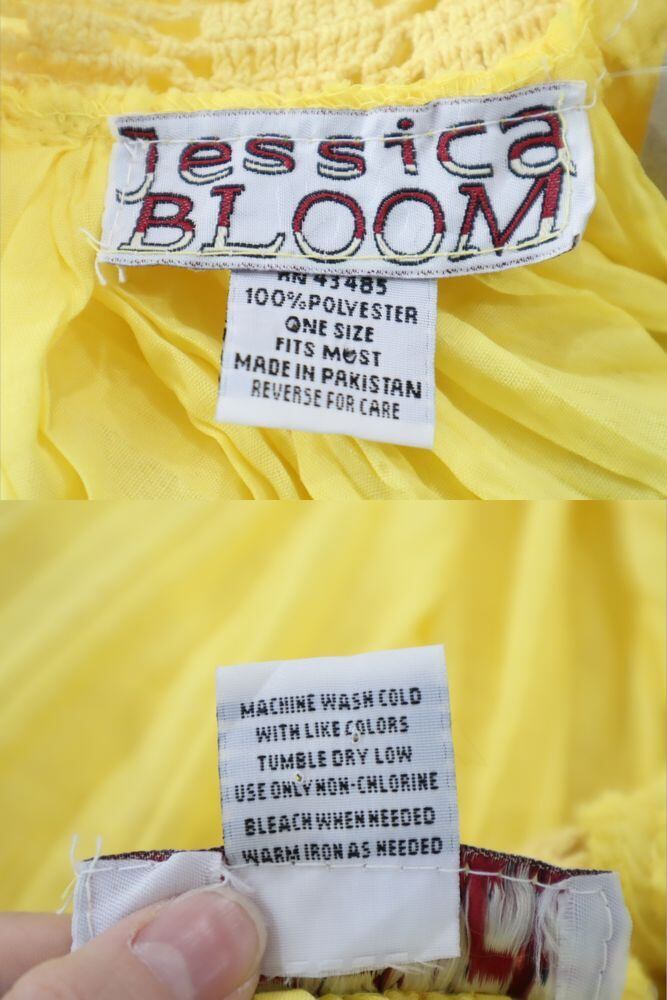 Jessica
BLOOM
RN 43485
100% POLYESTER
ONE SIZE
FITS MOST
MADE IN PAKISTAN
REVERSE FOR CARE
MACHINE WASH COLD
WITH LIKE COLORS
TUMBLE DRY LOW
USE ONLY NON-CHLORINE
BLEACH WHEN NEEDED
WARM IRON AS NEEDED